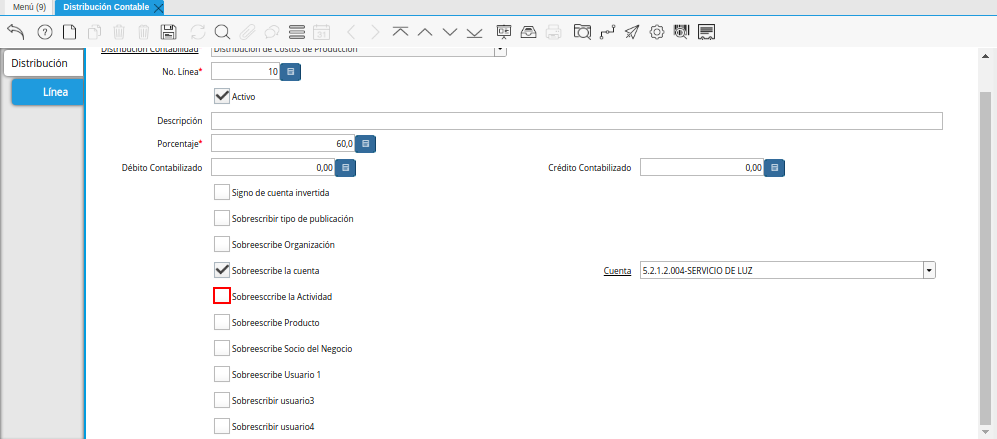 Menú (9) Distribución Contable
31
Distribución Contabilidad Distribución de Costos de Produccion
Distribución
No. Línea* 10
Línea
Activo
Descripción
Porcentaje* 60,0
Débito Contabilizado 0,00 Crédito Contabilizado 0,00
Signo de cuenta invertida
Sobrescribir tipo de publicación
Sobreescribe Organización
Sobreescribe la cuenta Cuenta 5.2.1.2.004-SERVICIO DE LUZ
Sobreesccribe la Actividad
Sobreescribe Producto
Sobreescribe Socio del Negocio
Sobreescribe Usuario 1
Sobrescribir usuario3
Sobrescribir usuario4